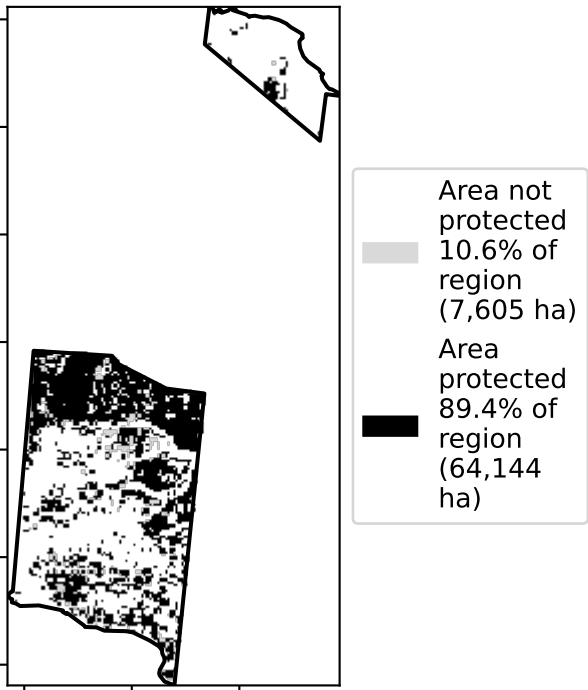 Area not
protected
10.6% of
region
(7,605 ha)
Area
protected
89.4% of
region
(64,144
ha)